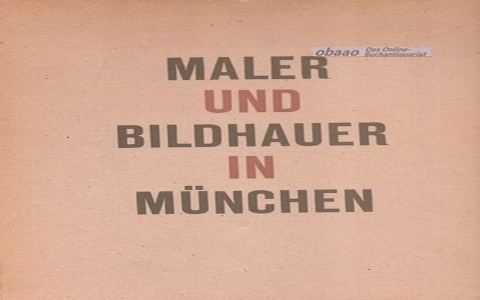 obaao Das Online-
Buchantiquariat
MALER
UND
BILDHAUER
IN
MÜNCHEN